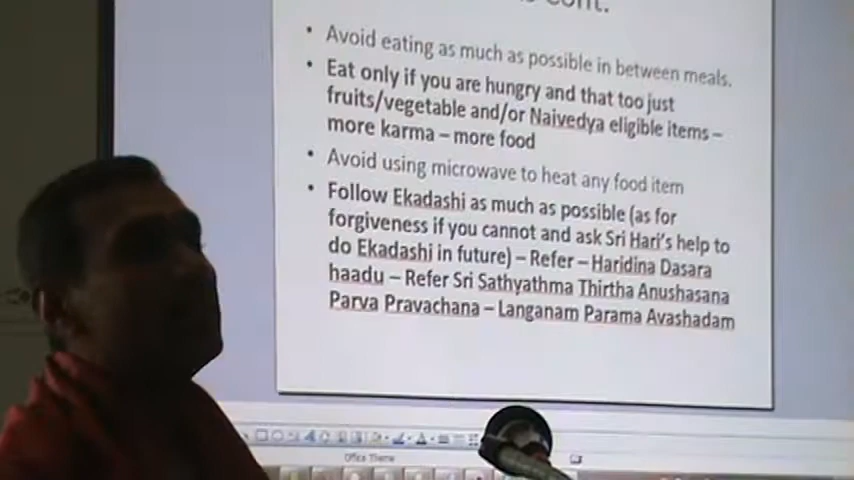 Cont.
• Avoid eating as much as possible in between meals.
• Eat only if you are hungry and that too just
fruits/vegetable and/or Naivedya eligible items –
more karma – more food
• Avoid using microwave to heat any food item
• Follow Ekadashi as much as possible (as for
forgiveness if you cannot and ask Sri Hari's help to
do Ekadashi in future) – Refer – Haridina Dasara
haadu – Refer Sri Sathyathma Thirtha Anushasana
Parva Pravachana – Langanam Parama Avashadam
Office Theme